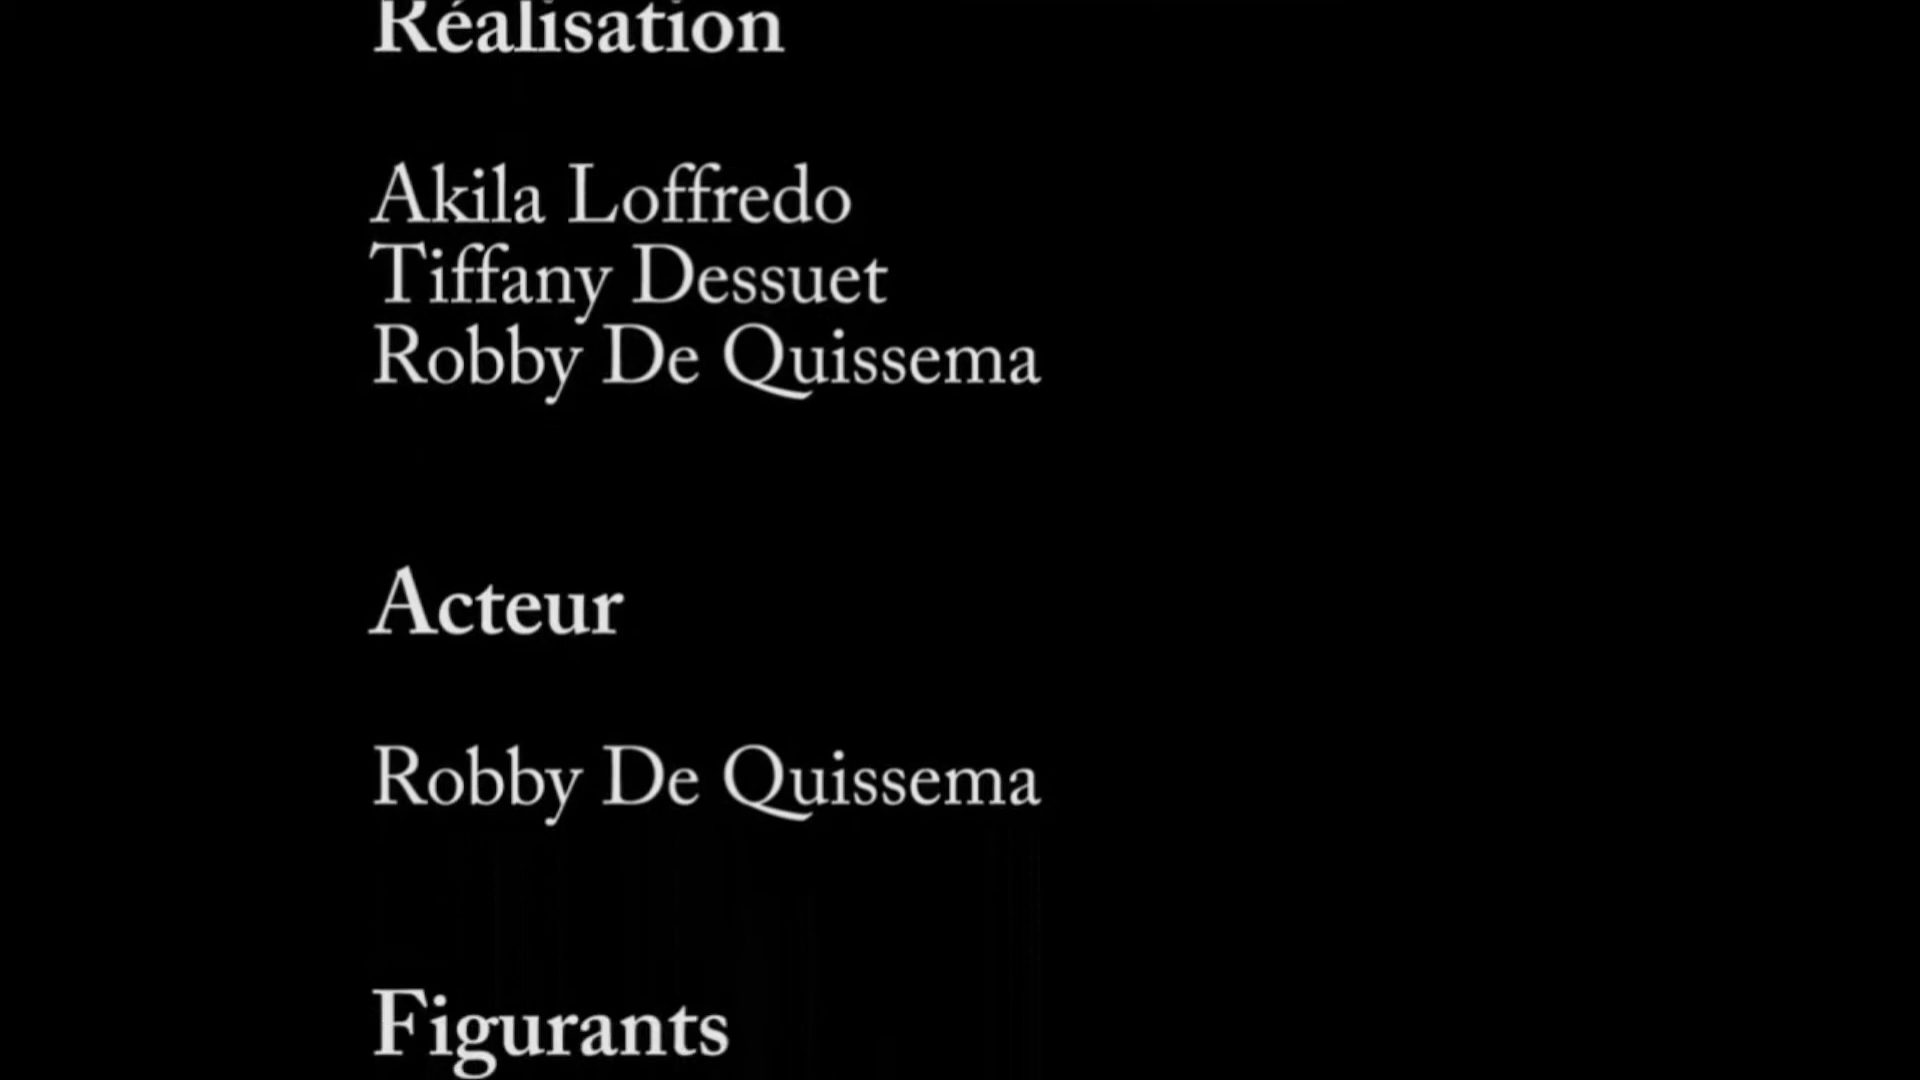 Réalisation
Akila Loffredo
Tiffany Dessuet
Robby De Quissema
Acteur
Robby De Quissema
Figurants